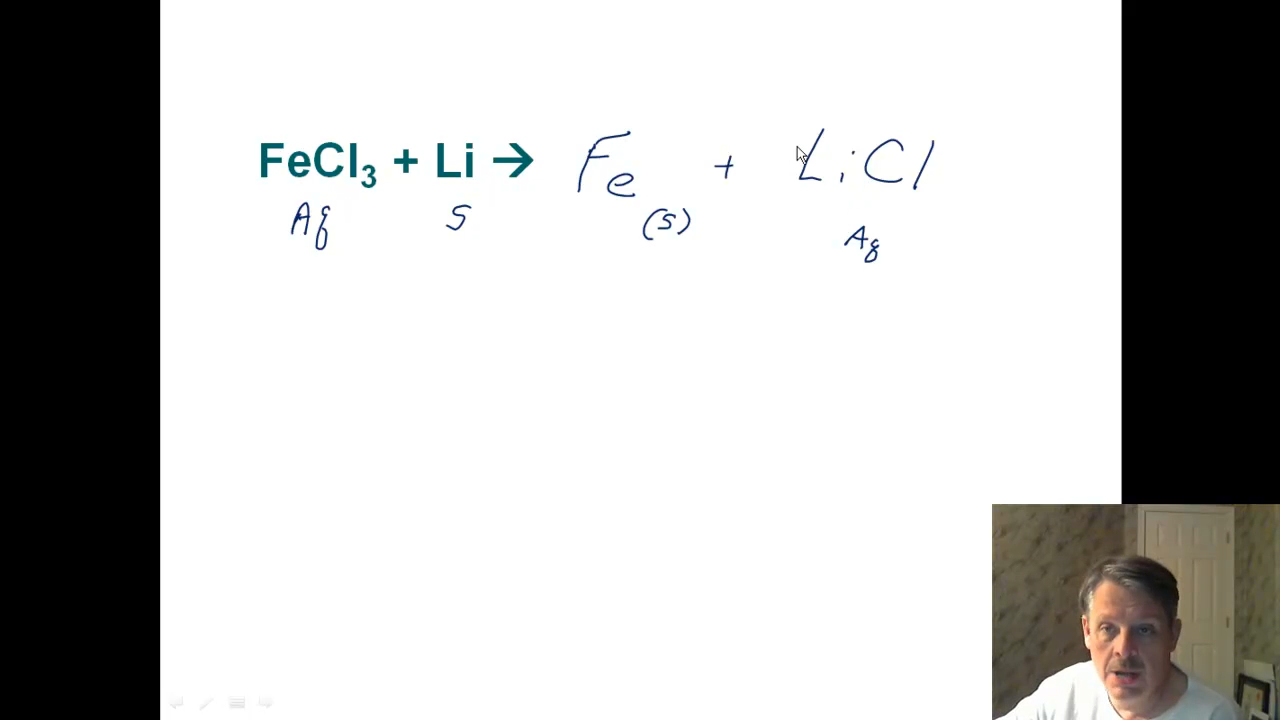 FeCl₃ + Li → Fe + LiCl
Aq S (S) Aq